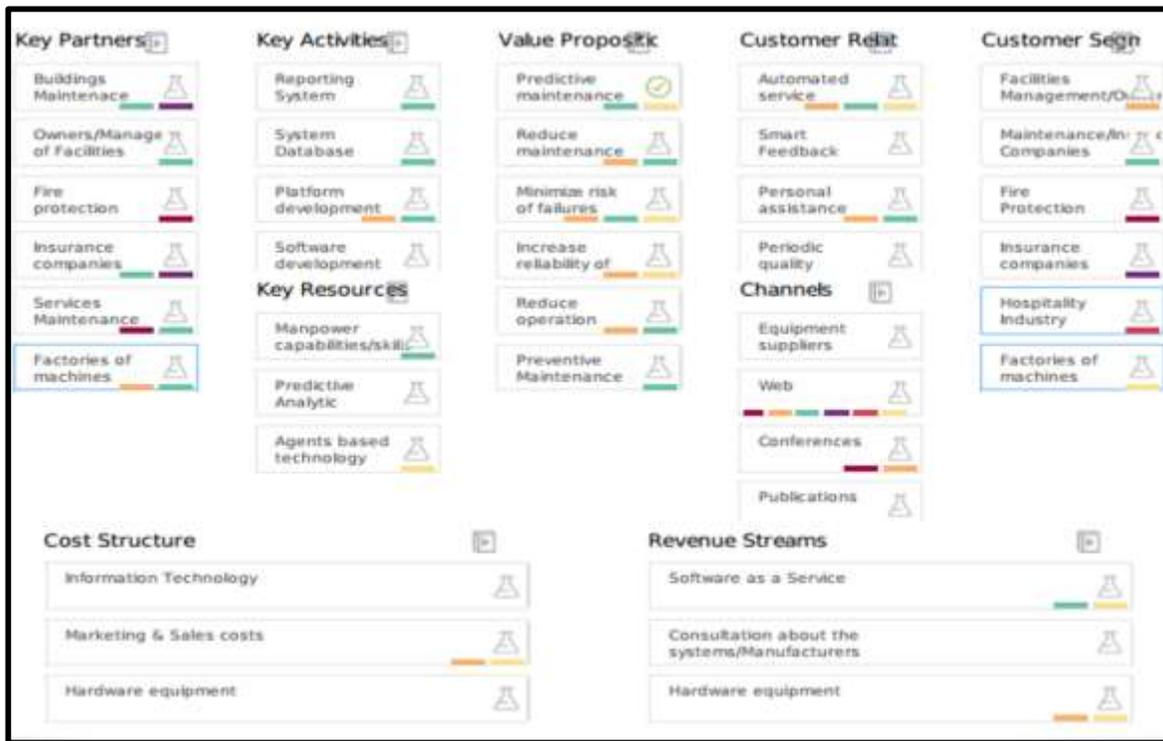 Key Partners
Buildings
Maintenace
Owners/Manage
of Facilities
Fire
protection
Insurance
companies
Services
Maintenance
Factories of
machines
Key Activities
Reporting
System
System
Database
Platform
development
Software
development
Key Resources
Manpower
capabilities/skills
Predictive
Analytic
Agents based
technology
Value Propositic
Predictive
maintenance
Reduce
maintenance
Minimize risk
of failures
Increase
reliability of
Reduce
operation
Preventive
Maintenance
Customer Relat
Automated
service
Smart
Feedback
Personal
assistance
Periodic
quality
Channels
Equipment
suppliers
Web
Conferences
Publications
Customer Segn
Facilities
Management/
Maintenance/
Companies
Fire
Protection
Insurance
companies
Hospitality
Industry
Factories of
machines
Cost Structure
Information Technology
Marketing & Sales costs
Hardware equipment
Revenue Streams
Software as a Service
Consultation about the
systems/Manufacturers
Hardware equipment